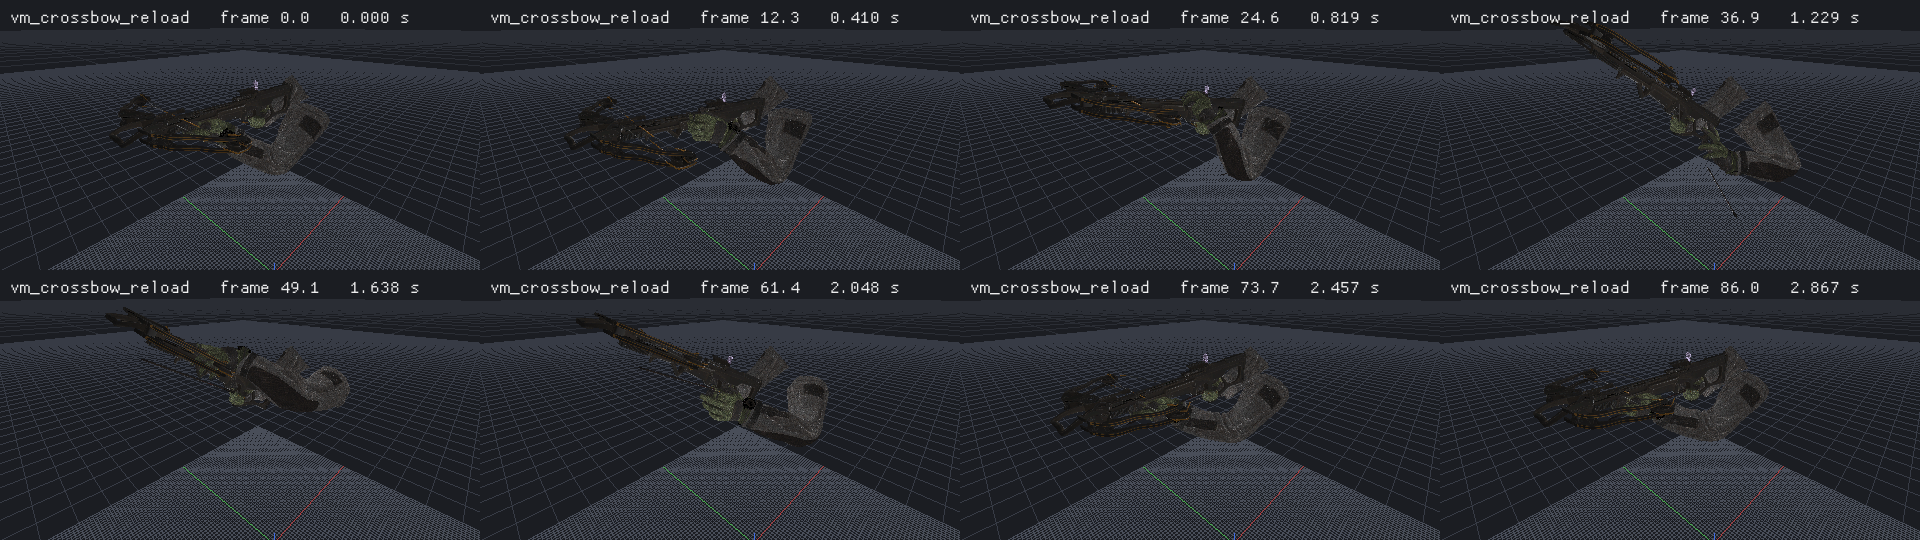 vm_crossbow_reload frame 0.0 0.000 s
vm_crossbow_reload frame 12.3 0.410 s
vm_crossbow_reload frame 24.6 0.819 s
vm_crossbow_reload frame 36.9 1.229 s
vm_crossbow_reload frame 49.1 1.638 s
vm_crossbow_reload frame 61.4 2.048 s
vm_crossbow_reload frame 73.7 2.457 s
vm_crossbow_reload frame 86.0 2.867 s